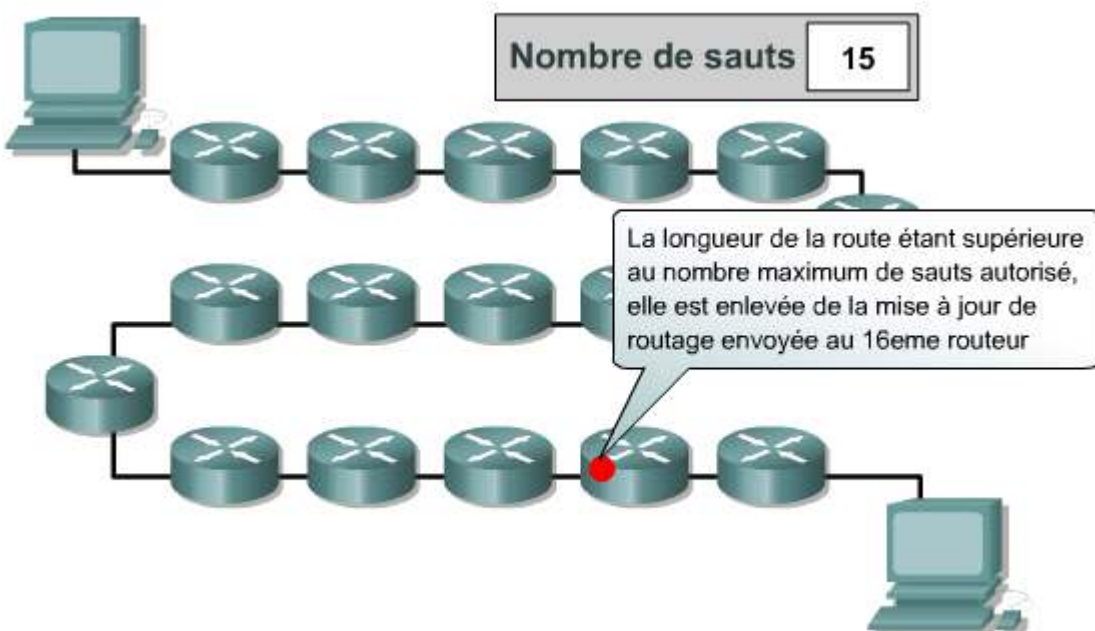 Nombre de sauts 15
La longueur de la route étant supérieure
au nombre maximum de sauts autorisé,
elle est enlevée de la mise à jour de
routage envoyée au 16eme routeur